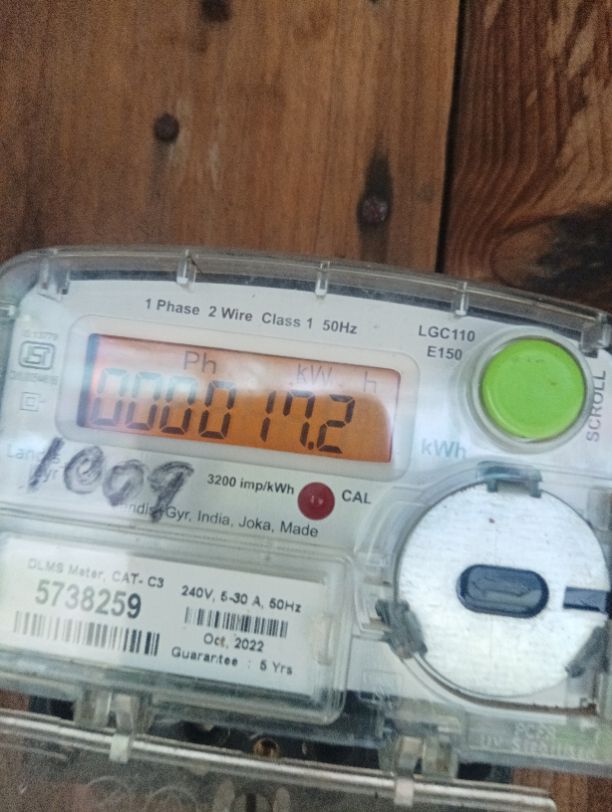 1 Phase 2 Wire Class 1 50Hz
LGC110
E150
SCROLL
Ph kW h
000017.2
kWh
1009
3200 imp/kWh
CAL
Gyr, India, Joka, Made
DLMS Meter, CAT- C3
5738259
240V, 5-30 A, 50Hz
Oct, 2022
Guarantee : 5 Yrs